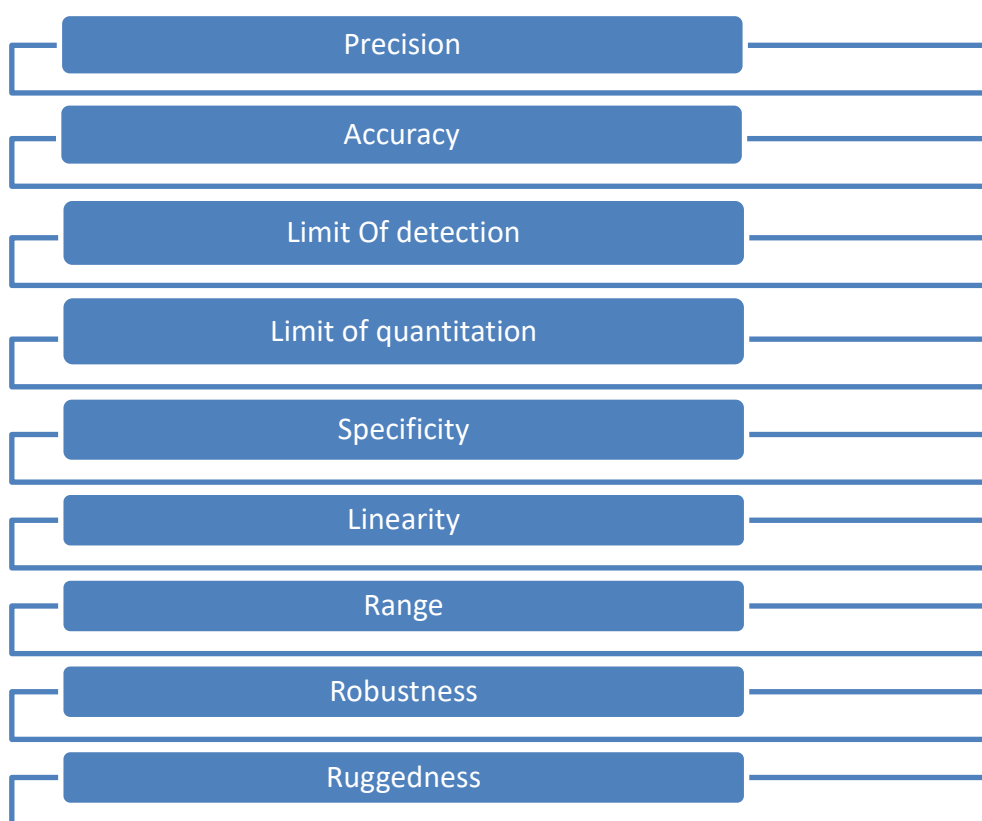 Precision
Accuracy
Limit Of detection
Limit of quantitation
Specificity
Linearity
Range
Robustness
Ruggedness